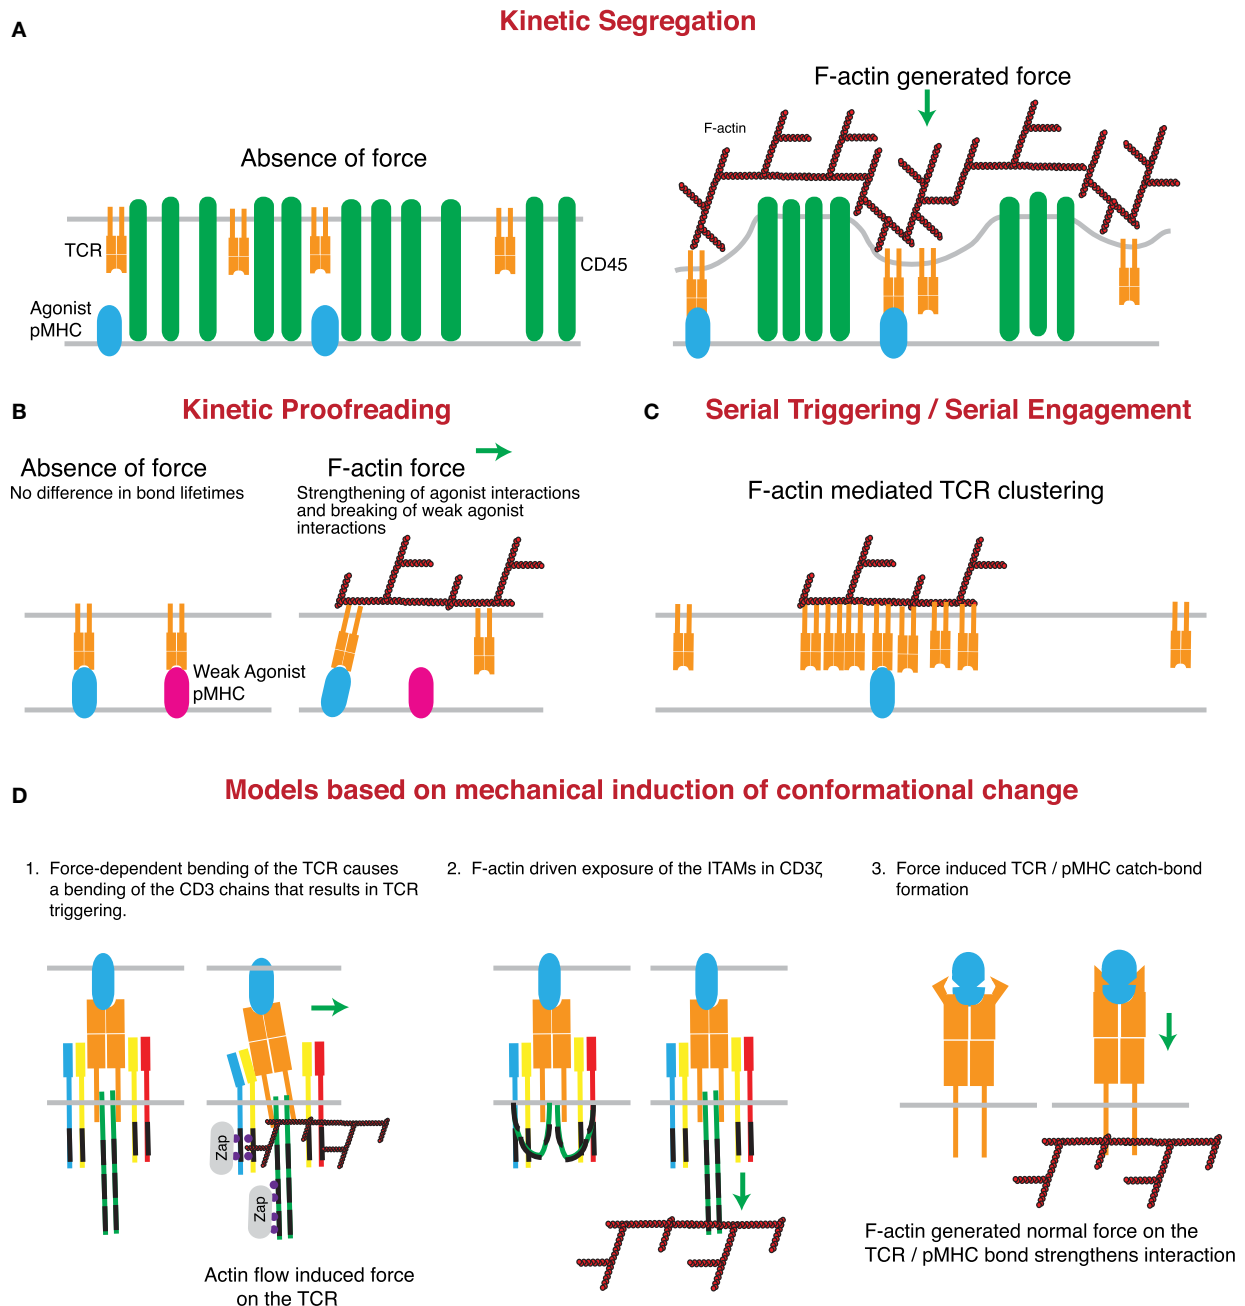 A
Kinetic Segregation
F-actin generated force
F-actin
Absence of force
TCR
CD45
Agonist
pMHC
B
Kinetic Proofreading
Absence of force
No difference in bond lifetimes
F-actin force
Strengthening of agonist interactions
and breaking of weak agonist
interactions
Weak Agonist
pMHC
C
Serial Triggering / Serial Engagement
F-actin mediated TCR clustering
D
Models based on mechanical induction of conformational change
1. Force-dependent bending of the TCR causes
a bending of the CD3 chains that results in TCR
triggering.
Zap
Zap
Actin flow induced force
on the TCR
2. F-actin driven exposure of the ITAMs in CD3ζ
3. Force induced TCR / pMHC catch-bond
formation
F-actin generated normal force on the
TCR / pMHC bond strengthens interaction